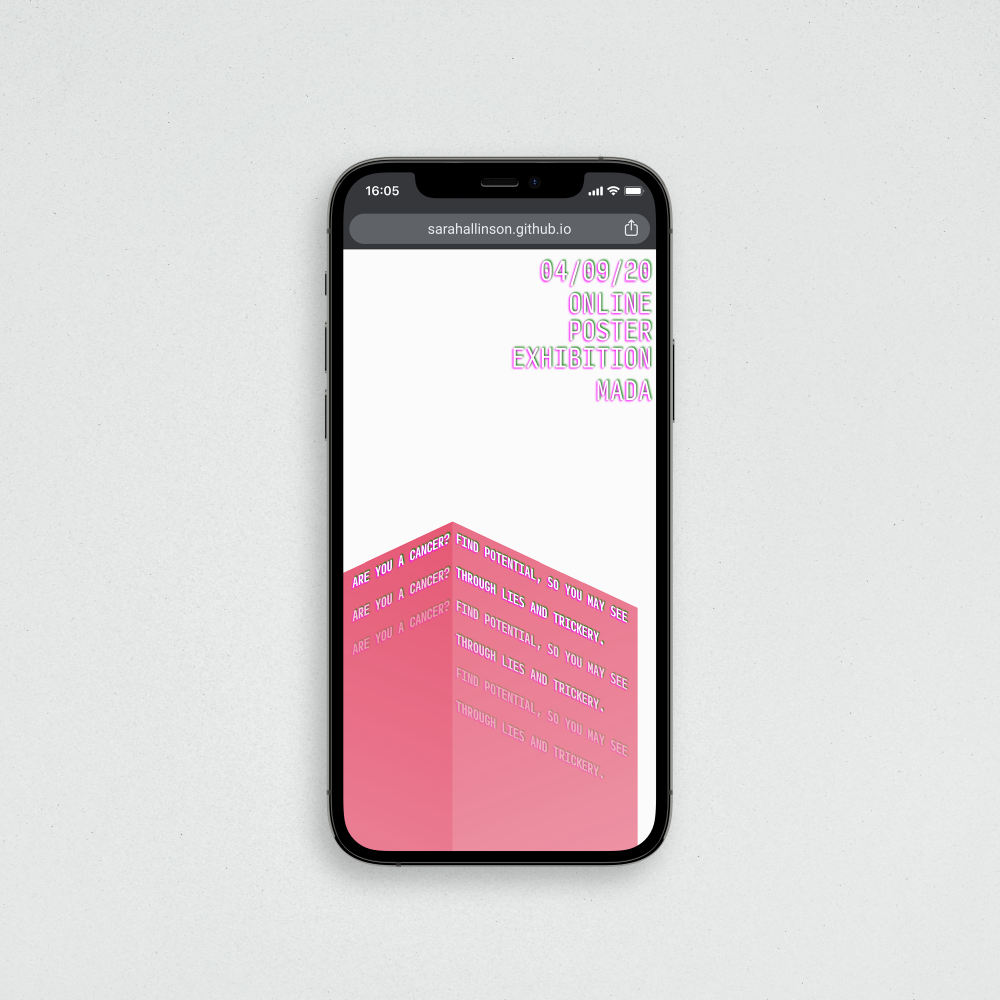 16:05
sarahallinson.github.io
04/09/20
ONLINE
POSTER
EXHIBITION
MADA
ARE YOU A CANCER?
ARE YOU A CANCER?
ARE YOU A CANCER?
FIND POTENTIAL, SO YOU MAY SEE
THROUGH LIES AND TRICKERY.
FIND POTENTIAL, SO YOU MAY SEE
THROUGH LIES AND TRICKERY.
FIND POTENTIAL, SO YOU MAY SEE
THROUGH LIES AND TRICKERY.